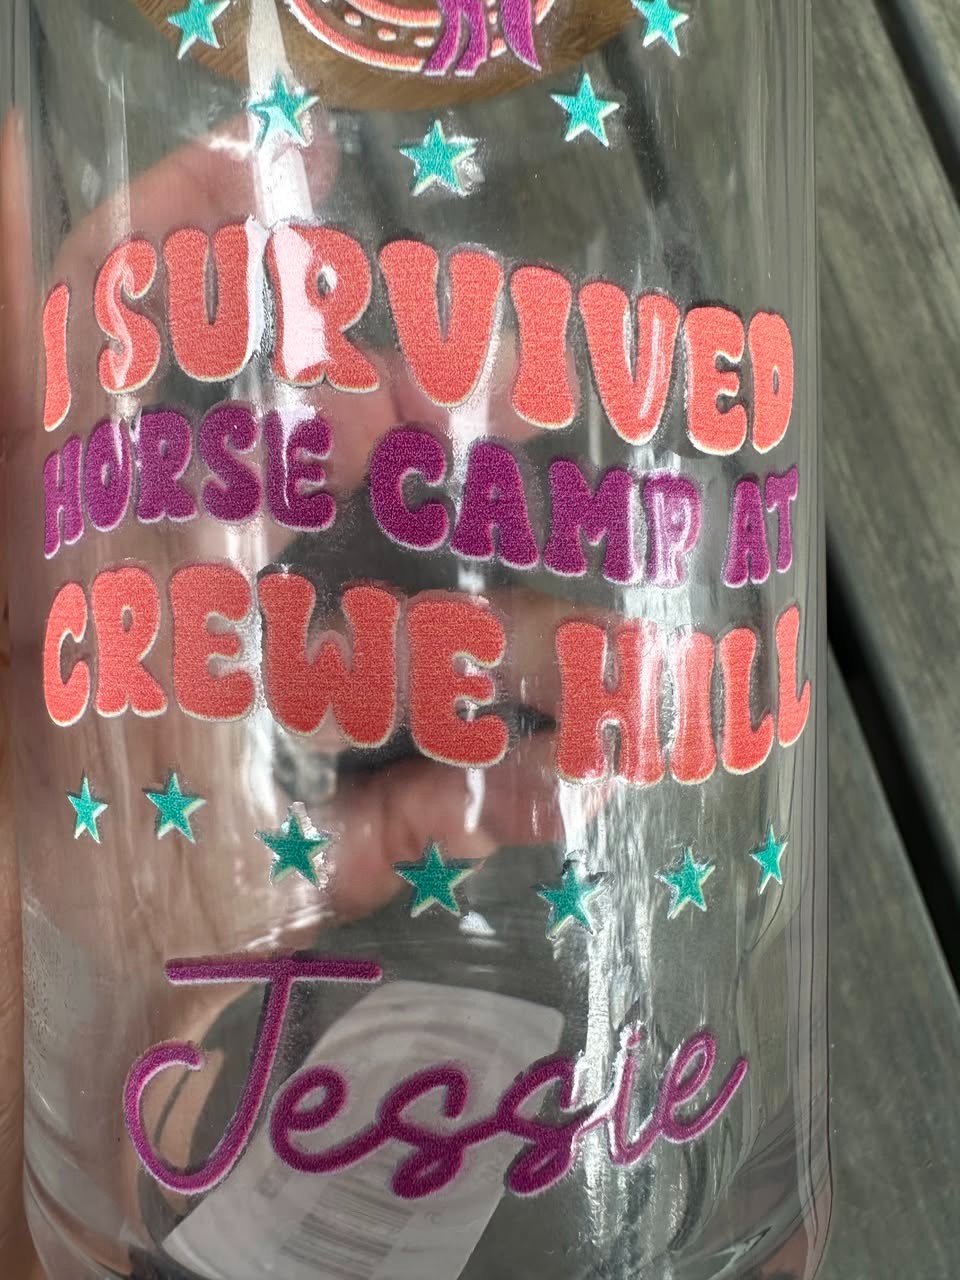 I SURVIVED
HORSE CAMP AT
CREWE HILL
Jessie